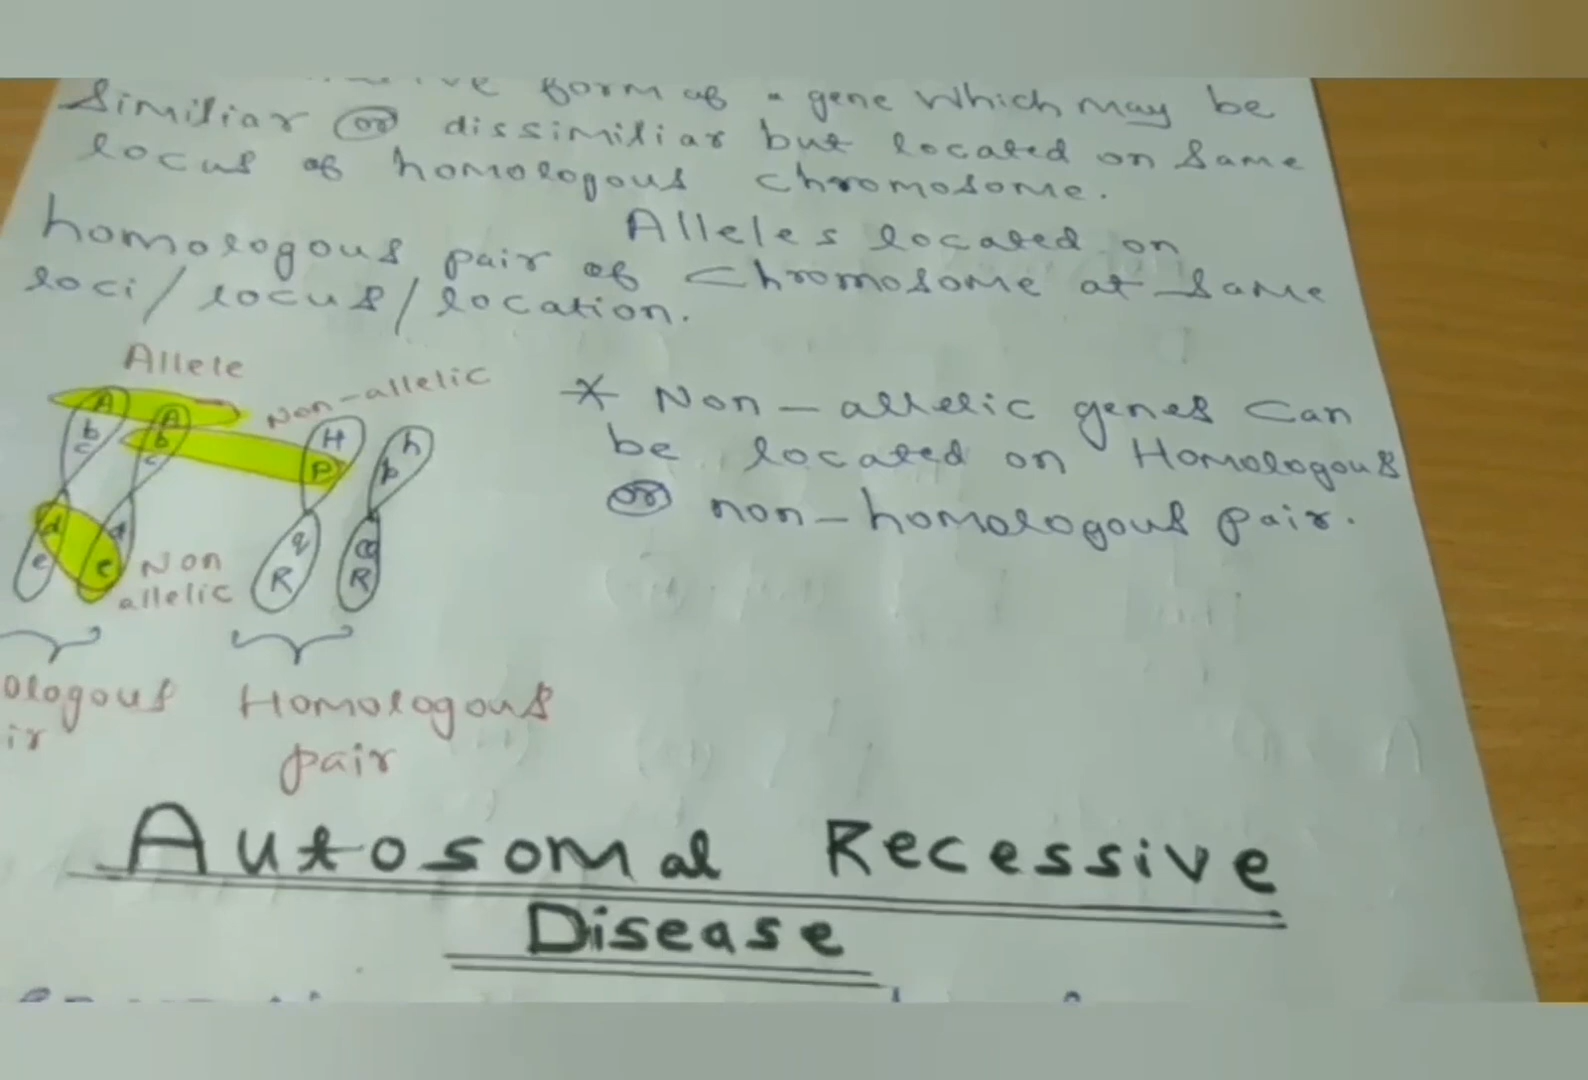 form of a gene which may be
Similiar or dissimiliar but located on same
locus of homologous chromosome.
Alleles located on
homologous pair of chromosome at same
loci/locus/location.
Allele
Non-allelic
A
A
b
b
c
c
d
d
e
e
H
h
P
p
q
Q
R
R
Non
allelic
* Non-allelic genes can
be located on Homologous
or non-homologous pair.
ologous
ir
Homologous
pair
Autosomal Recessive
Disease